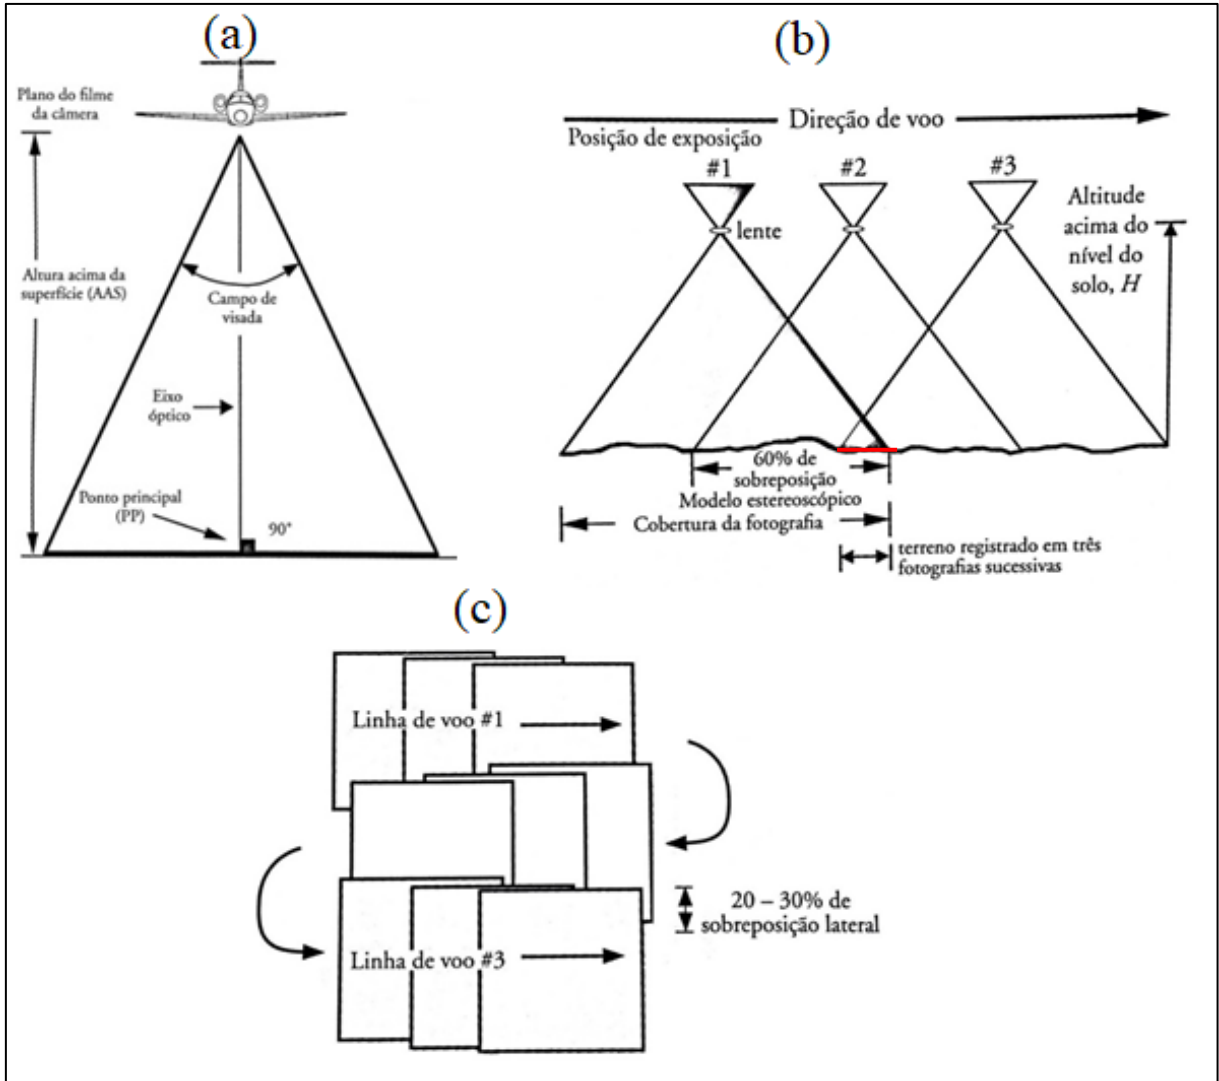 (a)
Plano do filme
da câmera
Altura acima da
superfície (AAS)
Campo de
visada
Eixo
óptico
Ponto principal
(PP)
90°
(b)
Direção de voo
Posição de exposição
#1
#2
#3
lente
Altitude
acima do
nível do
solo, H
60% de
sobreposição
Modelo estereoscópico
Cobertura da fotografia
terreno registrado em três
fotografias sucessivas
(c)
Linha de voo #1
20 – 30% de
sobreposição lateral
Linha de voo #3